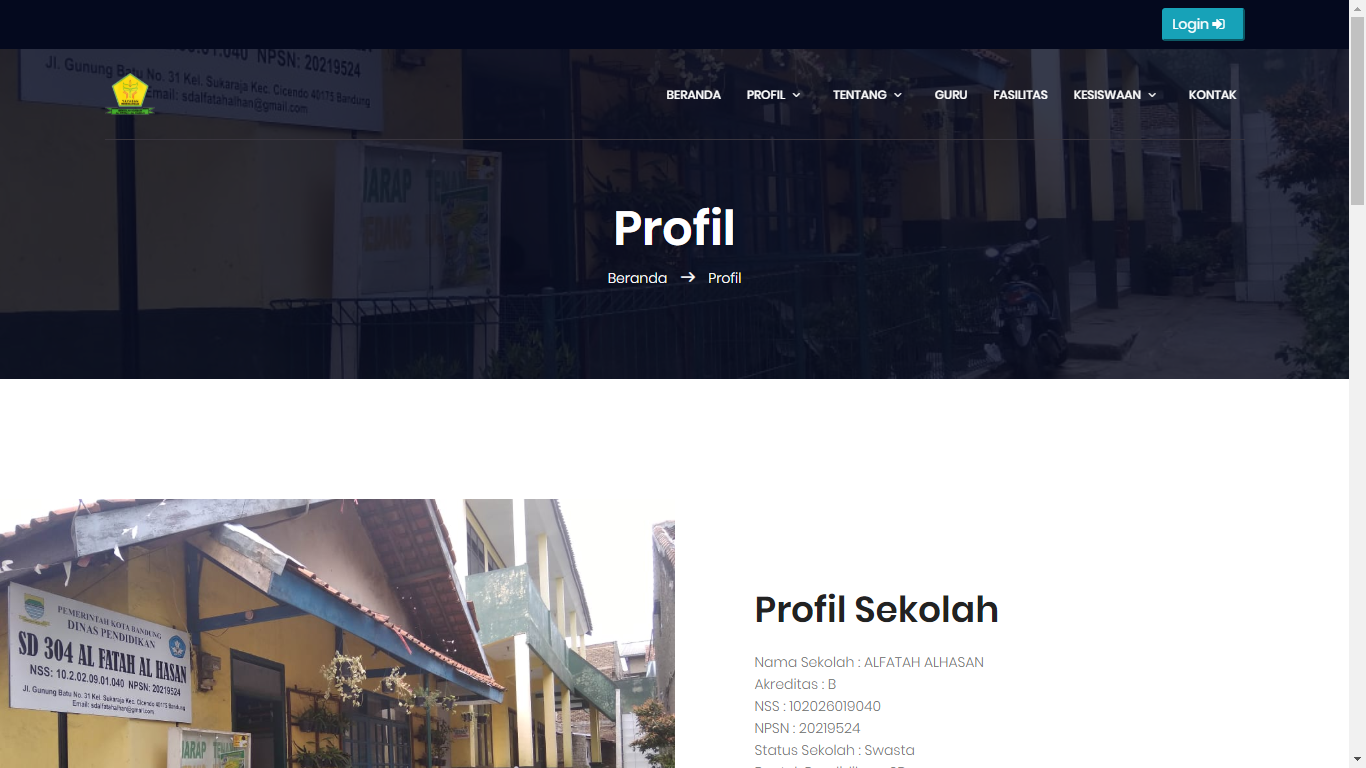 Login
NPSN: 20219524
Jl. Gunung Batu No. 31 Kel. Sukaraja Kec. Cicendo 40175 Bandung
Email: sdalfatahalhan@gmail.com
BERANDA PROFIL TENTANG GURU FASILITAS KESISWAAN KONTAK
Profil
Beranda → Profil
PEMERINTAH KOTA BANDUNG
DINAS PENDIDIKAN
SD 304 AL FATAH AL HASAN
NSS: 10.2.02.09.01.040 NPSN: 20219524
Jl. Gunung Batu No. 31 Kel. Sukaraja Kec. Cicendo 40175 Bandung
Email: sdalfatahalhan@gmail.com
Profil Sekolah
Nama Sekolah : ALFATAH ALHASAN
Akreditas : B
NSS : 102026019040
NPSN : 20219524
Status Sekolah : Swasta